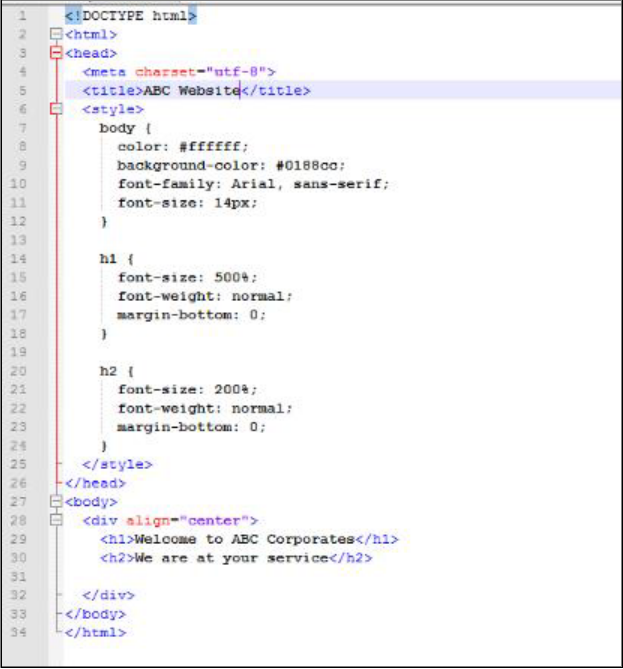 1 <!DOCTYPE html>
2 <html>
3 <head>
4 <meta charset="utf-8">
5 <title>ABC Website</title>
6 <style>
7 body {
8 color: #ffffff;
9 background-color: #0188cc;
10 font-family: Arial, sans-serif;
11 font-size: 14px;
12 }
13
14 h1 {
15 font-size: 500%;
16 font-weight: normal;
17 margin-bottom: 0;
18 }
19
20 h2 {
21 font-size: 200%;
22 font-weight: normal;
23 margin-bottom: 0;
24 }
25 </style>
26 </head>
27 <body>
28 <div align="center">
29 <h1>Welcome to ABC Corporates</h1>
30 <h2>We are at your service</h2>
31
32 </div>
33 </body>
34 </html>